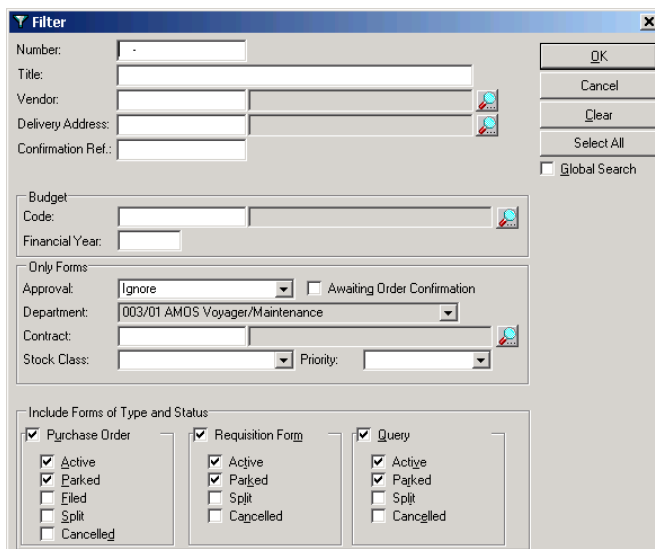 Filter
Number: -
OK
Title:
Cancel
Vendor:
Clear
Delivery Address:
Select All
Confirmation Ref.:
Global Search
Budget
Code:
Financial Year:
Only Forms
Approval: Ignore Awaiting Order Confirmation
Department: 003/01 AMOS Voyager/Maintenance
Contract:
Stock Class: Priority:
Include Forms of Type and Status
Purchase Order Requisition Form Query
Active Active Active
Parked Parked Parked
Filed Split Split
Split Cancelled Cancelled
Cancelled